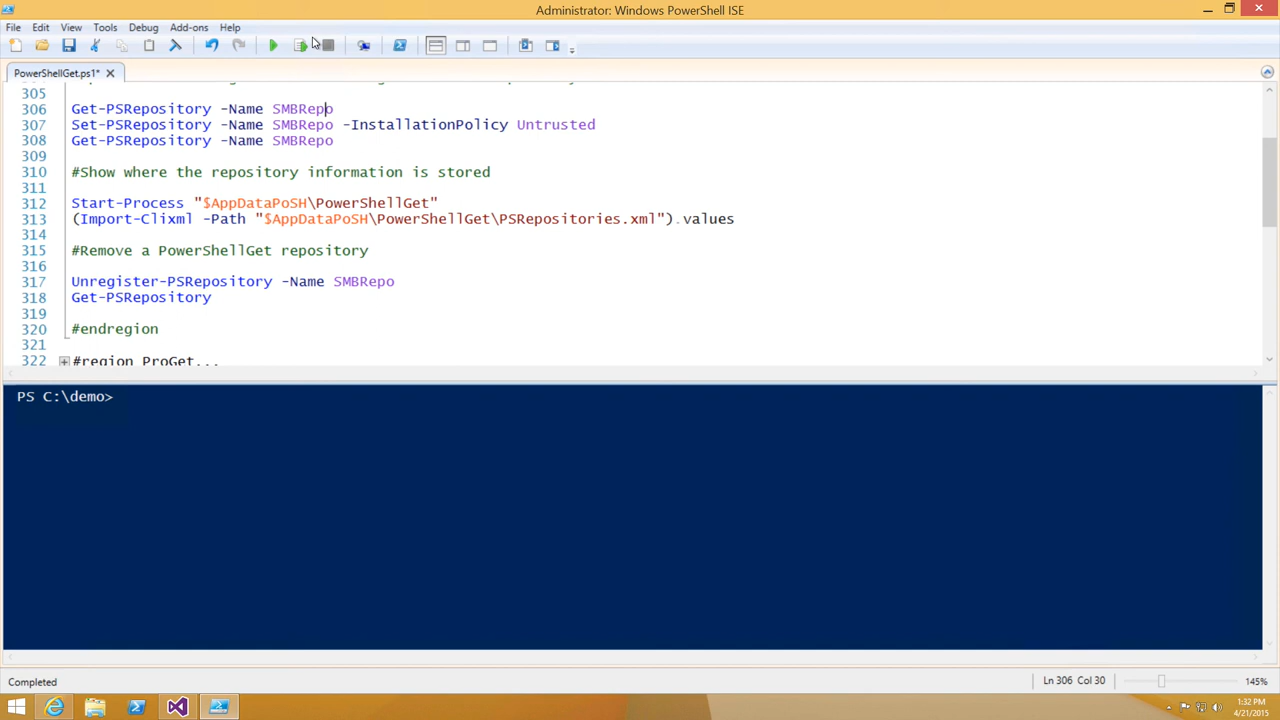 Administrator: Windows PowerShell ISE
File Edit View Tools Debug Add-ons Help
PowerShellGet.ps1*
305
306 Get-PSRepository -Name SMBRepo
307 Set-PSRepository -Name SMBRepo -InstallationPolicy Untrusted
308 Get-PSRepository -Name SMBRepo
309
310 #Show where the repository information is stored
311
312 Start-Process "$AppDataPoSH\PowerShellGet"
313 (Import-Clixml -Path "$AppDataPoSH\PowerShellGet\PSRepositories.xml").values
314
315 #Remove a PowerShellGet repository
316
317 Unregister-PSRepository -Name SMBRepo
318 Get-PSRepository
319
320 #endregion
321
322 #region ProGet...
PS C:\demo>
Completed
Ln 306 Col 30
145%
1:32 PM
4/21/2015